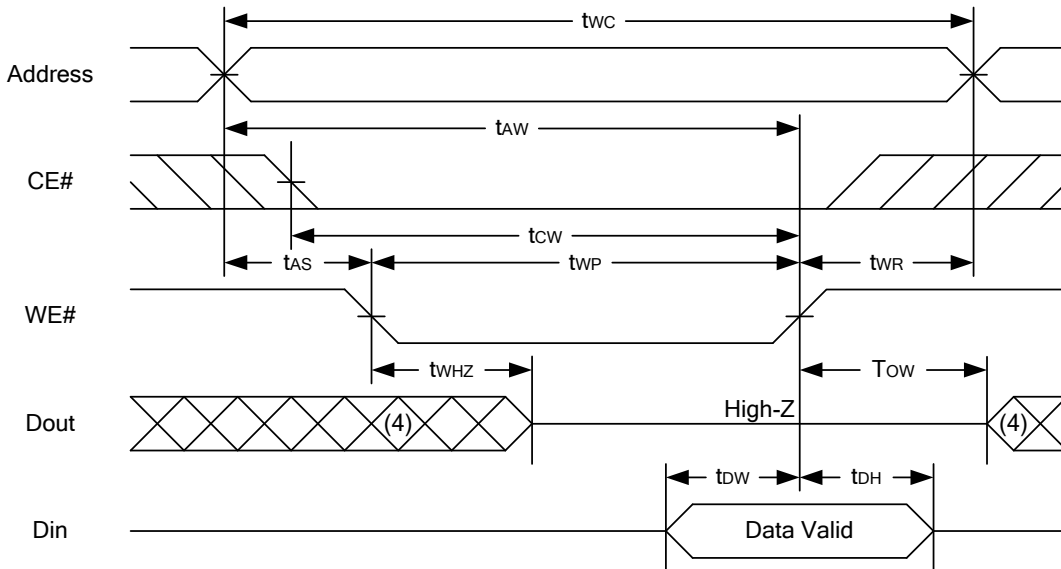 tWC
Address
tAW
CE#
tCW
tAS
tWP
tWR
WE#
tWHZ
TOW
Dout
(4)
High-Z
(4)
tDW
tDH
Din
Data Valid